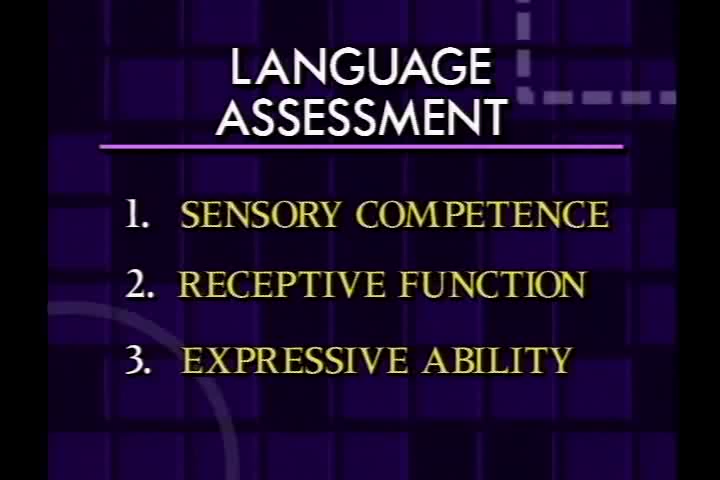 LANGUAGE
ASSESSMENT
1. SENSORY COMPETENCE
2. RECEPTIVE FUNCTION
3. EXPRESSIVE ABILITY